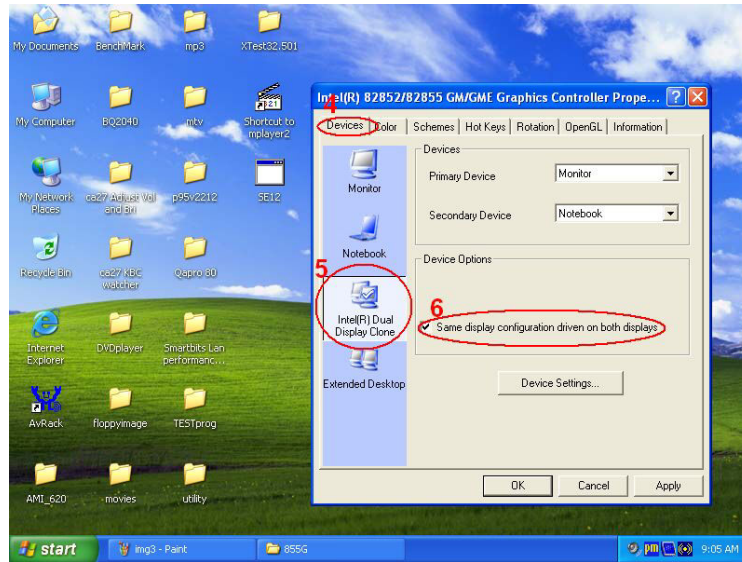 My Documents
BenchMark
mp3
XTest32.501
My Computer
BQ2040
mtv
321
Shortcut to
mplayer2
My Network
Places
ca27 Adjust Vol
and Bri
p95v2212
SE12
Recycle Bin
ca27 KBC
watcher
Qapro 80
Internet
Explorer
DVDplayer
Smartbits Lan
performanc...
AvRack
floppyimage
TESTprog
AMI_620
movies
utility
Intel(R) 82852/82855 GM/GME Graphics Controller Prope...
4
Devices
Color
Schemes
Hot Keys
Rotation
OpenGL
Information
Monitor
Notebook
5
Intel(R) Dual
Display Clone
Extended Desktop
Devices
Primary Device
Monitor
Secondary Device
Notebook
Device Options
6
Same display configuration driven on both displays
Device Settings...
OK
Cancel
Apply
start
img3 - Paint
855G
pm
9:05 AM